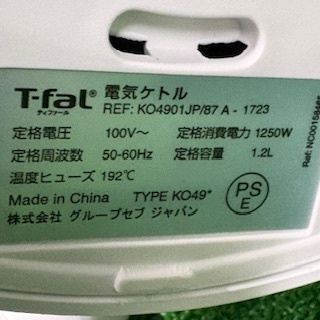 T-fal® 電気ケトル
ティファール REF: KO4901JP/87 A - 1723
定格電圧 100V～ 定格消費電力 1250W
定格周波数 50-60Hz 定格容量 1.2L
温度ヒューズ 192℃
Made in China TYPE KO49*
株式会社 グループセブ ジャパン
PS
E